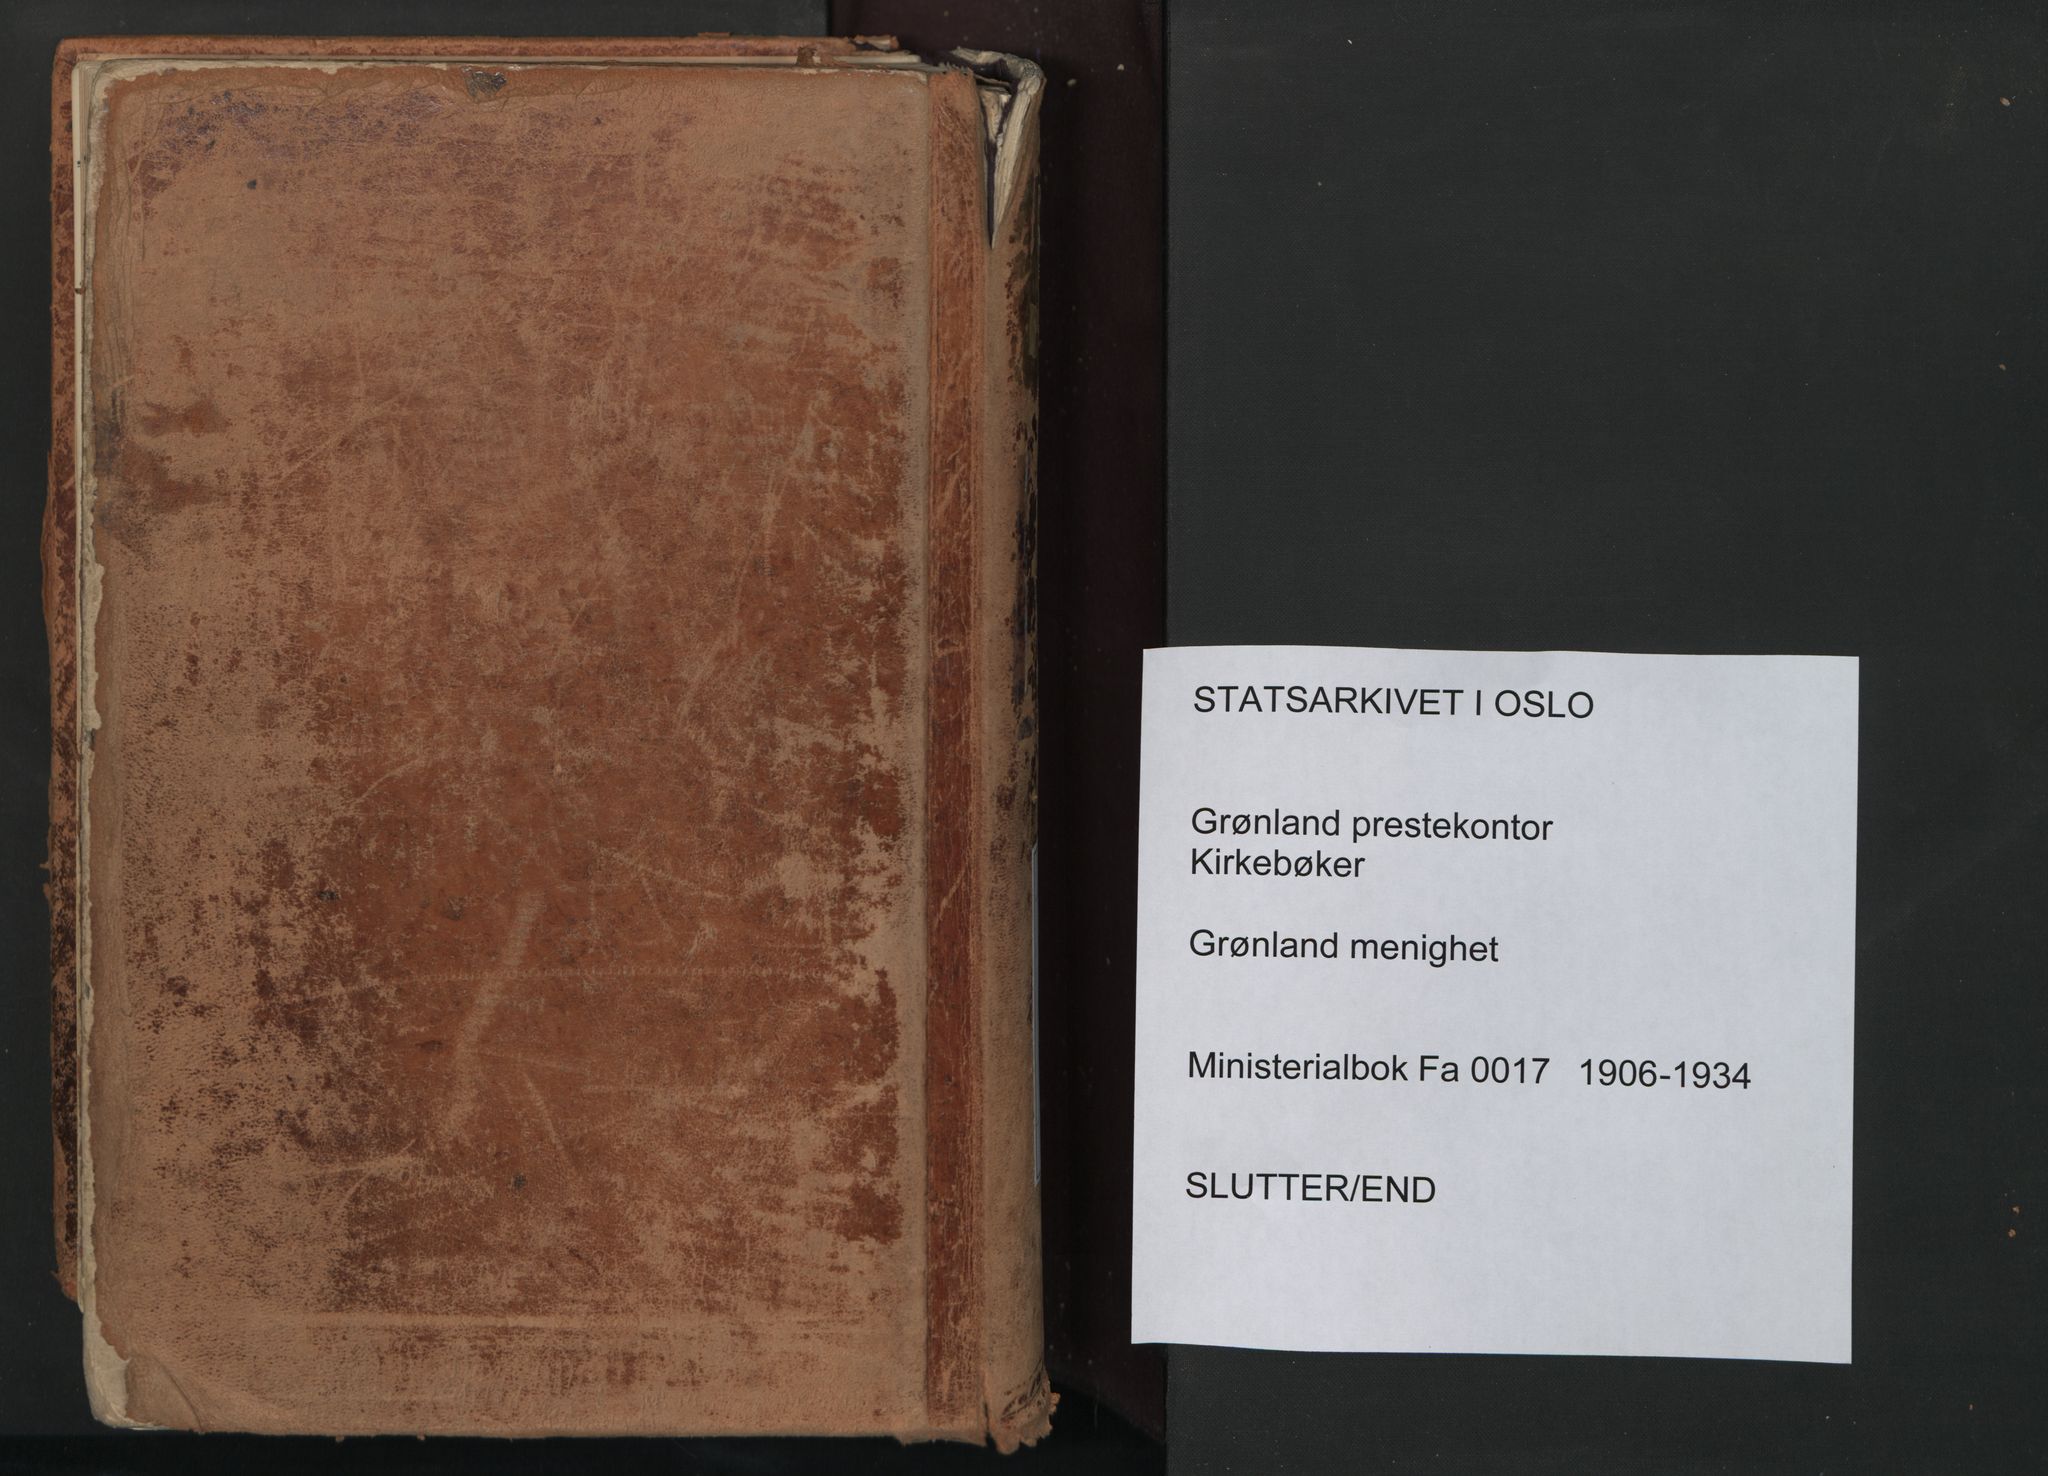 STATSARKIVET I OSLO
Grønland prestekontor
Kirkebøker
Grønland menighet
Ministerialbok Fa 0017 1906-1934
SLUTTER/END